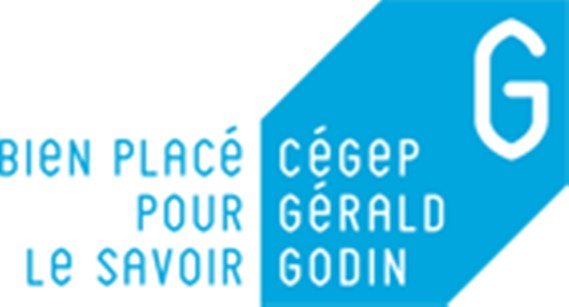 G
BIEN PLACÉ
POUR
LE SAVOIR
CÉGEP
GÉRALD
GODIN